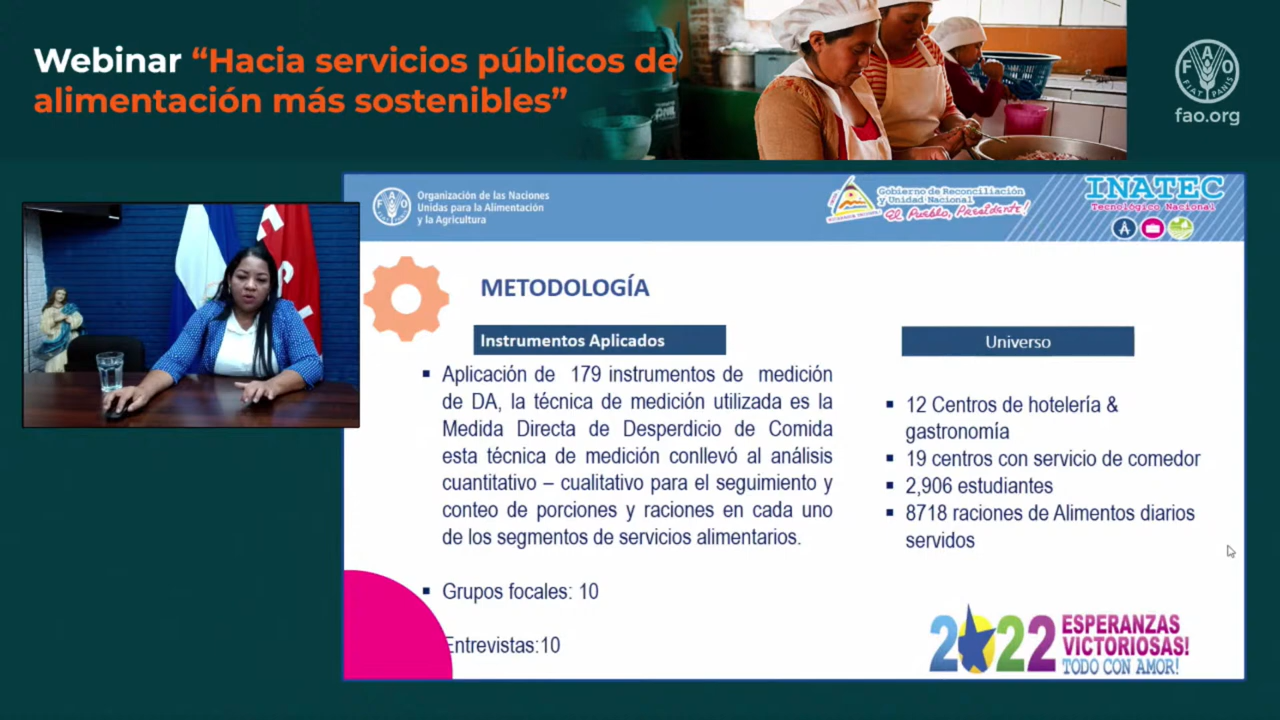 Webinar “Hacia servicios públicos de
alimentación más sostenibles”
FAO
FIAT PANIS
fao.org
Organización de las Naciones
Unidas para la Alimentación
y la Agricultura
Gobierno de Reconciliación
y Unidad Nacional
El Pueblo, Presidente!
INATEC
Tecnológico Nacional
METODOLOGÍA
Instrumentos Aplicados
▪ Aplicación de 179 instrumentos de medición
de DA, la técnica de medición utilizada es la
Medida Directa de Desperdicio de Comida
esta técnica de medición conllevó al análisis
cuantitativo – cualitativo para el seguimiento y
conteo de porciones y raciones en cada uno
de los segmentos de servicios alimentarios.
▪ Grupos focales: 10
Entrevistas:10
Universo
▪ 12 Centros de hotelería &
gastronomía
▪ 19 centros con servicio de comedor
▪ 2,906 estudiantes
▪ 8718 raciones de Alimentos diarios
servidos
2022
ESPERANZAS
VICTORIOSAS!
TODO CON AMOR!